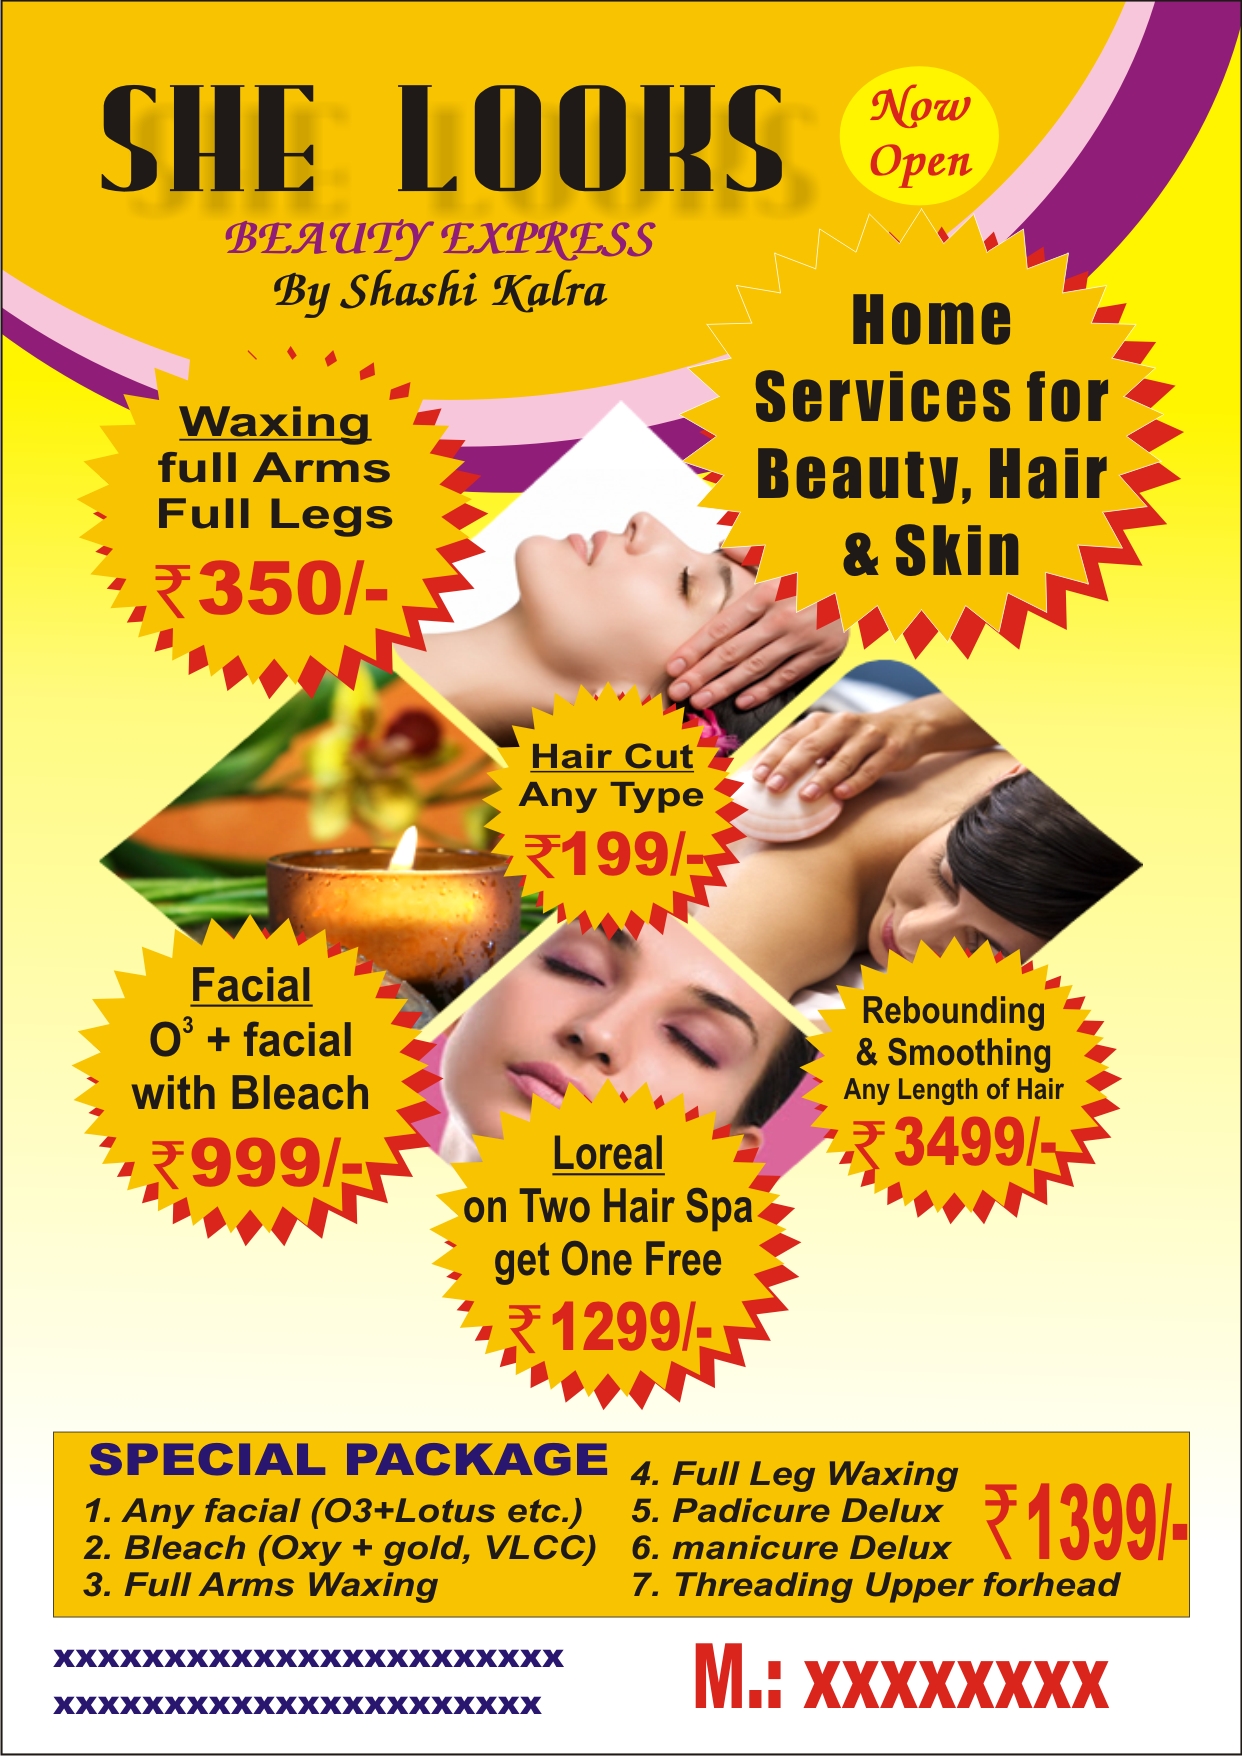 SHE LOOKS
Now
Open
BEAUTY EXPRESS
By Shashi Kalra
Home
Services for
Beauty, Hair
& Skin
Waxing
full Arms
Full Legs
₹350/-
Hair Cut
Any Type
₹199/-
Facial
O³ + facial
with Bleach
₹999/-
Rebounding
& Smoothing
Any Length of Hair
₹3499/-
Loreal
on Two Hair Spa
get One Free
₹1299/-
SPECIAL PACKAGE
1. Any facial (O3+Lotus etc.)
2. Bleach (Oxy + gold, VLCC)
3. Full Arms Waxing
4. Full Leg Waxing
5. Padicure Delux
6. manicure Delux
7. Threading Upper forhead
₹1399/-
xxxxxxxxxxxxxxxxxxxxxxx
xxxxxxxxxxxxxxxxxxxxxx
M.: xxxxxxxx